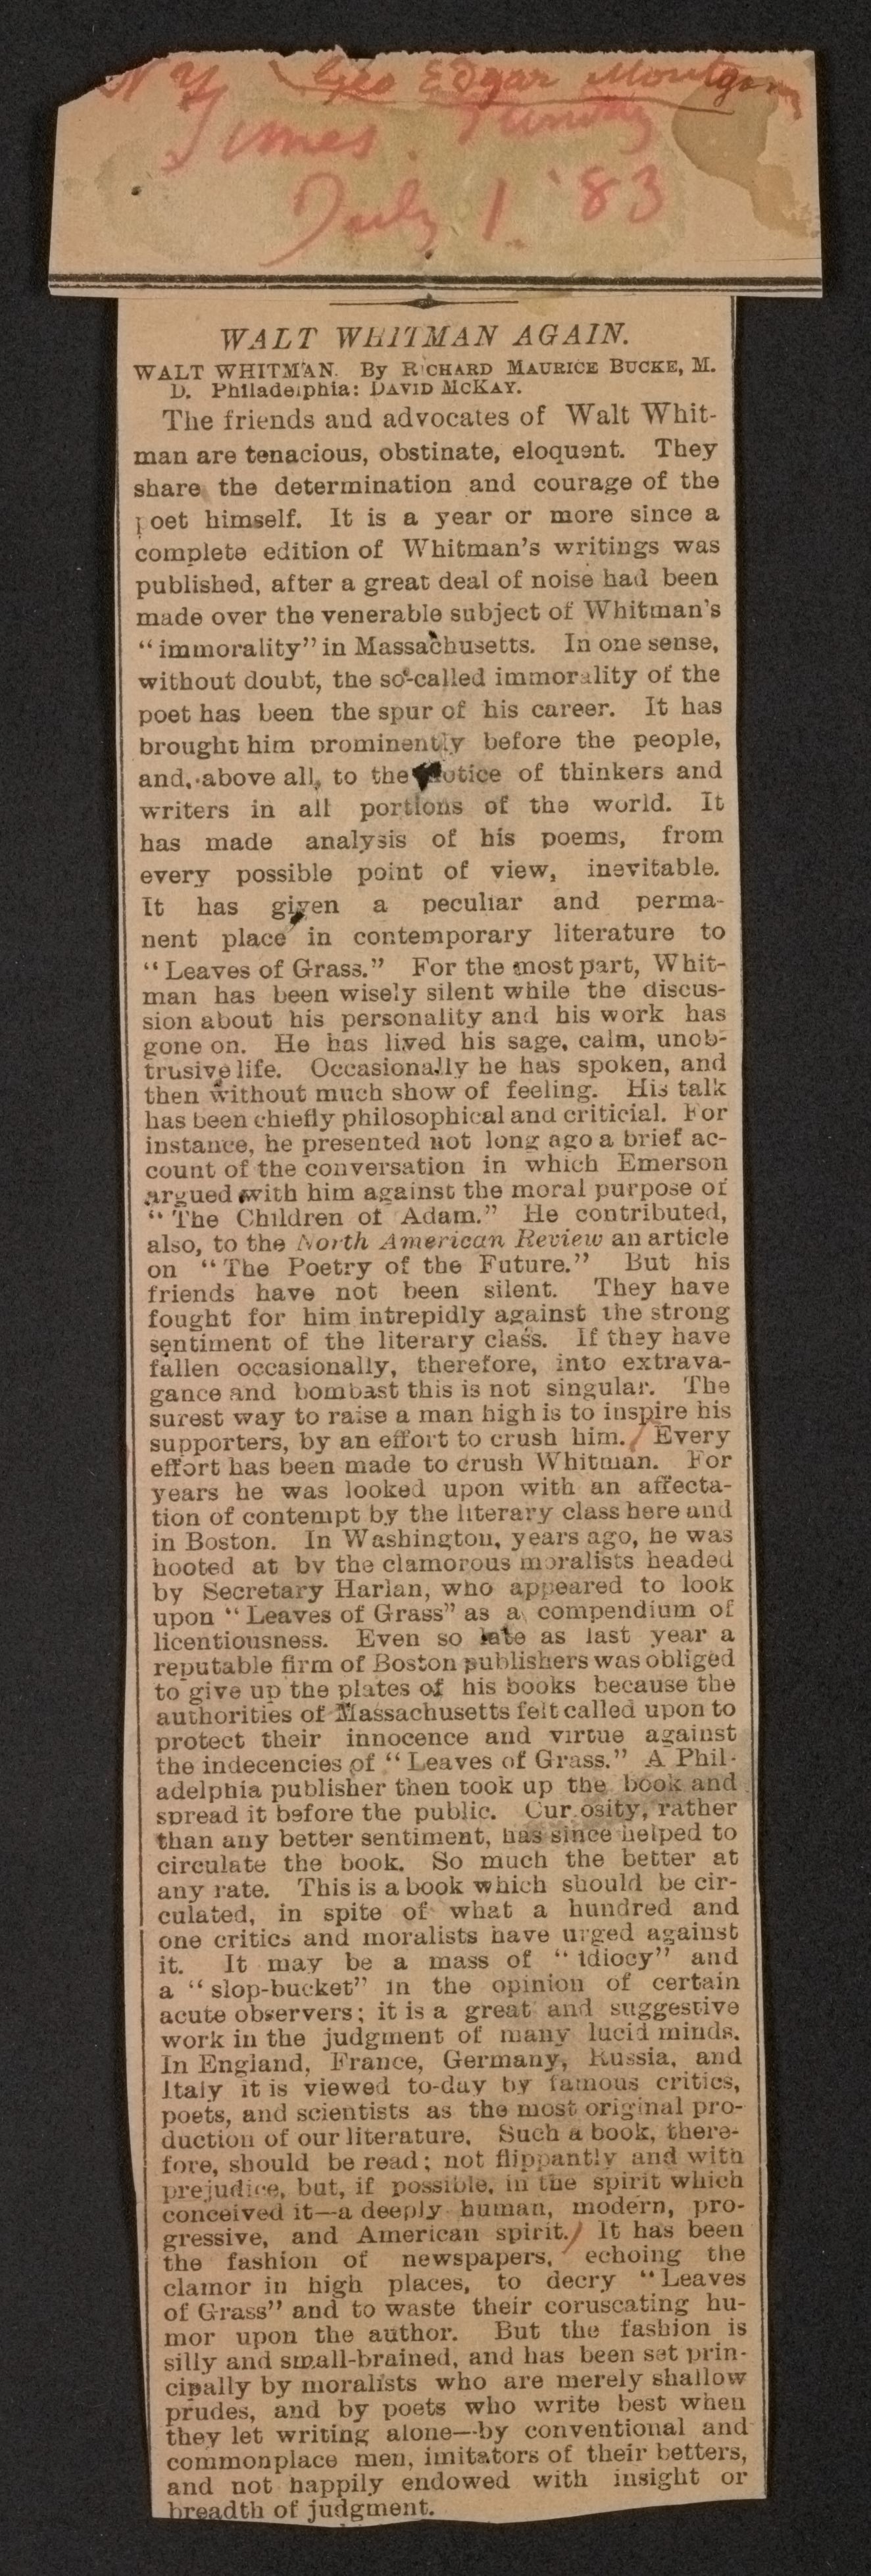 N Y Geo Edgar Montgom
Times. Sunday
July 1. '83
WALT WHITMAN AGAIN.
WALT WHITMAN. By RICHARD MAURICE BUCKE, M.
D. Philadelphia: DAVID MCKAY.
The friends and advocates of Walt Whit-
man are tenacious, obstinate, eloquent. They
share the determination and courage of the
poet himself. It is a year or more since a
complete edition of Whitman's writings was
published, after a great deal of noise had been
made over the venerable subject of Whitman's
"immorality" in Massachusetts. In one sense,
without doubt, the so-called immorality of the
poet has been the spur of his career. It has
brought him prominently before the people,
and, above all, to the notice of thinkers and
writers in all portions of the world. It
has made analysis of his poems, from
every possible point of view, inevitable.
It has given a peculiar and perma-
nent place in contemporary literature to
"Leaves of Grass." For the most part, Whit-
man has been wisely silent while the discus-
sion about his personality and his work has
gone on. He has lived his sage, calm, unob-
trusive life. Occasionally he has spoken, and
then without much show of feeling. His talk
has been chiefly philosophical and criticial. For
instance, he presented not long ago a brief ac-
count of the conversation in which Emerson
argued with him against the moral purpose of
"The Children of Adam." He contributed,
also, to the North American Review an article
on "The Poetry of the Future." But his
friends have not been silent. They have
fought for him intrepidly against the strong
sentiment of the literary class. If they have
fallen occasionally, therefore, into extrava-
gance and bombast this is not singular. The
surest way to raise a man high is to inspire his
supporters, by an effort to crush him. / Every
effort has been made to crush Whitman. For
years he was looked upon with an affecta-
tion of contempt by the literary class here and
in Boston. In Washington, years ago, he was
hooted at by the clamorous moralists headed
by Secretary Harlan, who appeared to look
upon "Leaves of Grass" as a compendium of
licentiousness. Even so late as last year a
reputable firm of Boston publishers was obliged
to give up the plates of his books because the
authorities of Massachusetts felt called upon to
protect their innocence and virtue against
the indecencies of "Leaves of Grass." A Phil-
adelphia publisher then took up the book and
spread it before the public. Cur osity, rather
than any better sentiment, has since helped to
circulate the book. So much the better at
any rate. This is a book which should be cir-
culated, in spite of what a hundred and
one critics and moralists have urged against
it. It may be a mass of "idiocy" and
a "slop-bucket" in the opinion of certain
acute observers; it is a great and suggestive
work in the judgment of many lucid minds.
In England, France, Germany, Russia, and
Italy it is viewed to-day by famous critics,
poets, and scientists as the most original pro-
duction of our literature. Such a book, there-
fore, should be read; not flippantly and with
prejudice, but, if possible, in the spirit which
conceived it—a deeply human, modern, pro-
gressive, and American spirit. / It has been
the fashion of newspapers, echoing the
clamor in high places, to decry "Leaves
of Grass" and to waste their coruscating hu-
mor upon the author. But the fashion is
silly and small-brained, and has been set prin-
cipally by moralists who are merely shallow
prudes, and by poets who write best when
they let writing alone—by conventional and
commonplace men, imitators of their betters,
and not happily endowed with insight or
breadth of judgment.